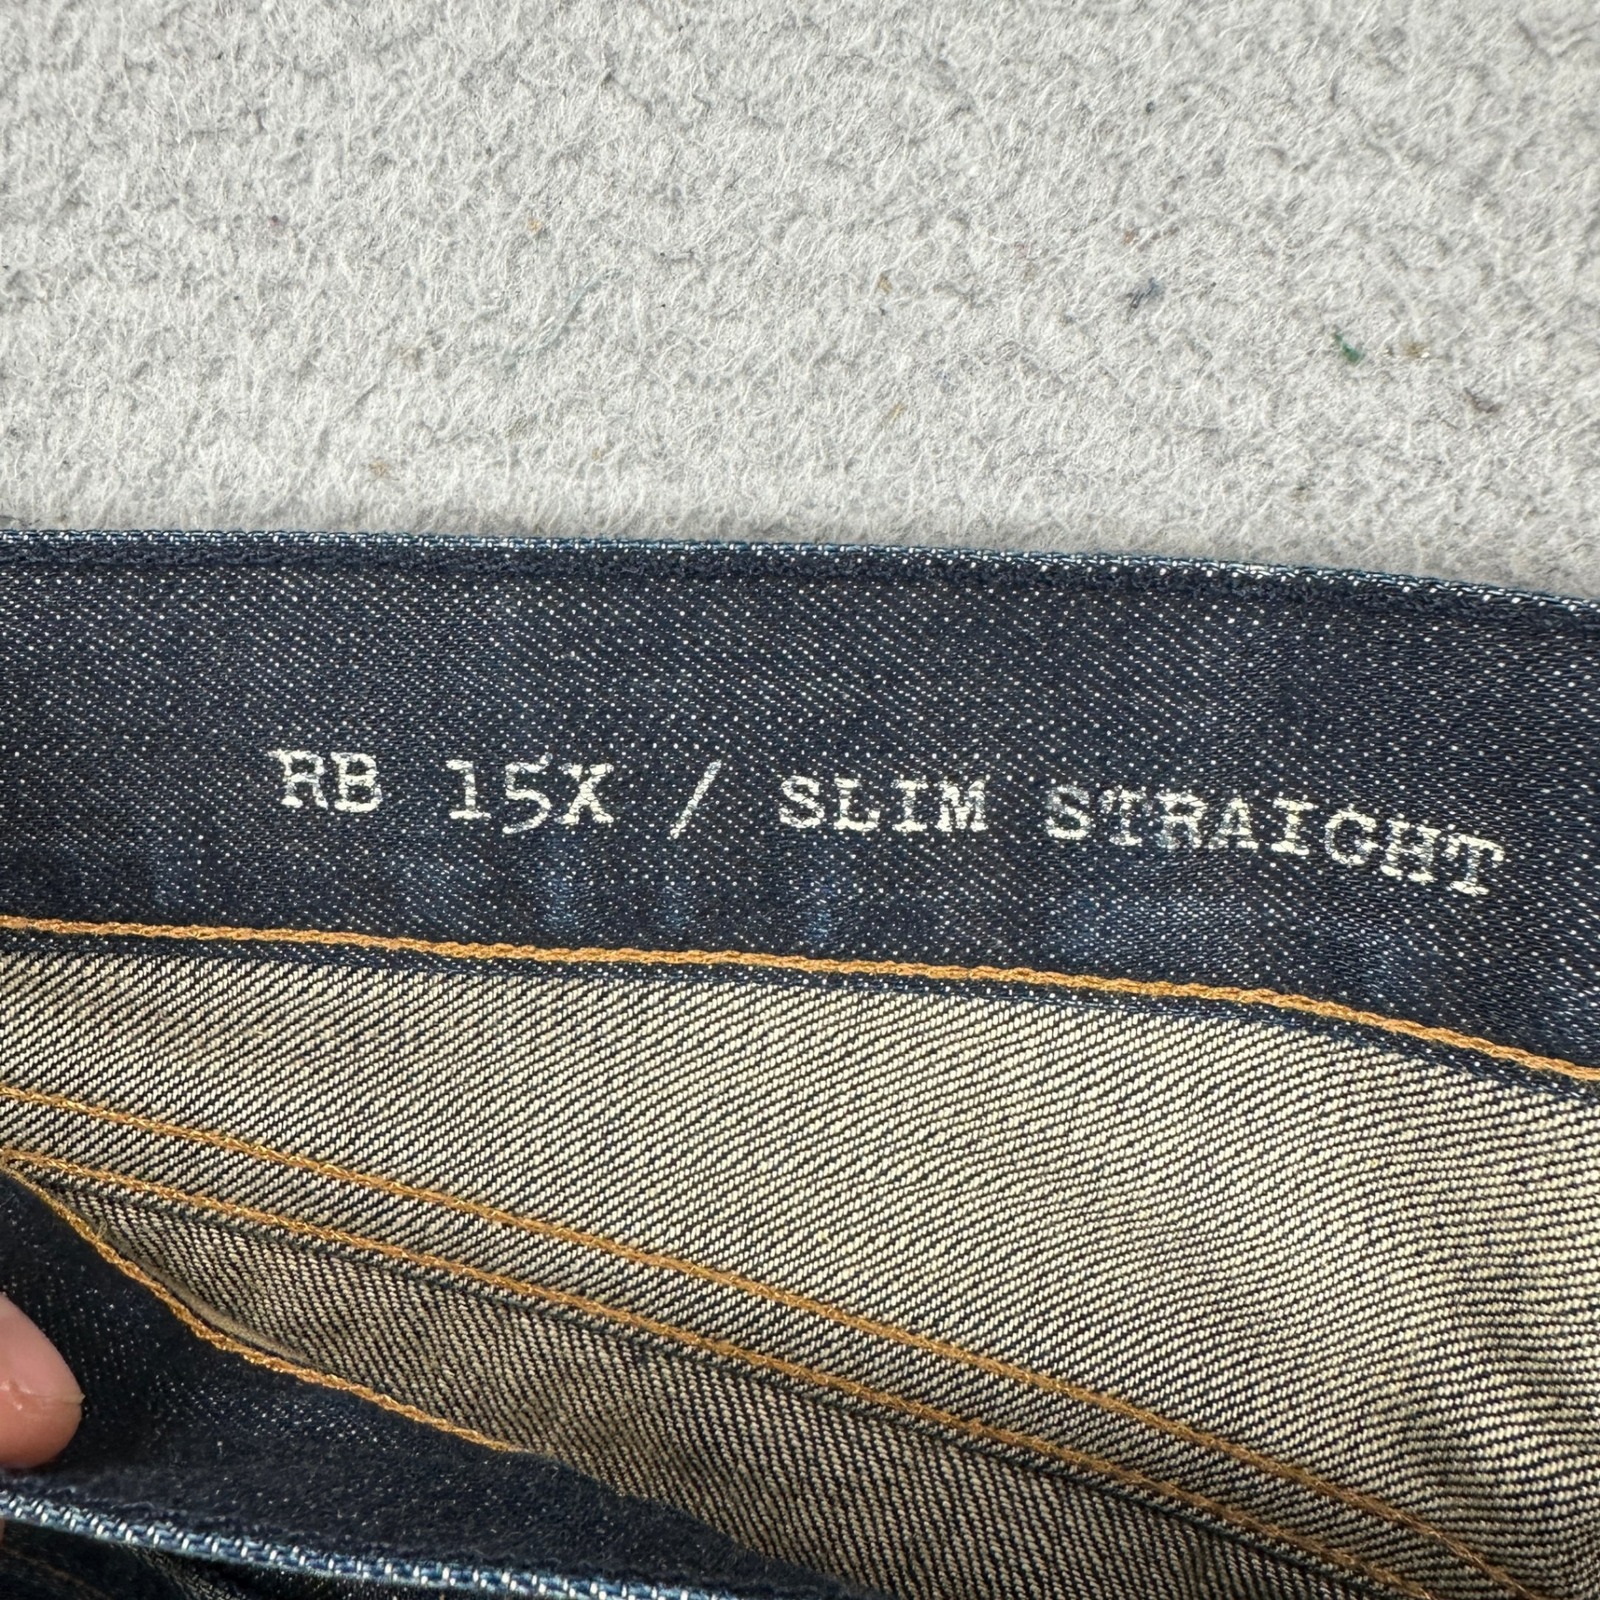 RB 15X / SLIM STRAIGHT